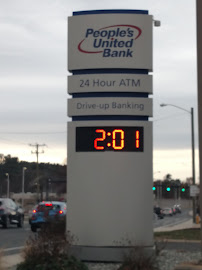 People's
United
Bank
24 Hour ATM
Drive-up Banking
2:01